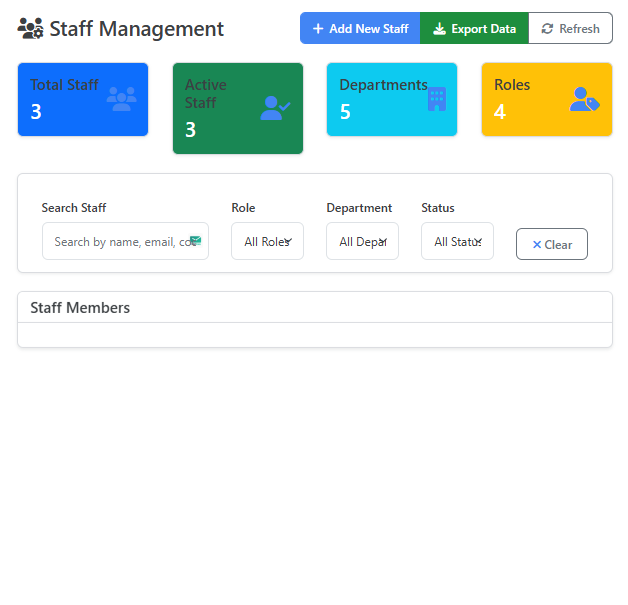 Staff Management
Add New Staff
Export Data
Refresh
Total Staff
3
Active
Staff
3
Departments
5
Roles
4
Search Staff
Role
Department
Status
Search by name, email, co
All Roles
All Depar
All Status
Clear
Staff Members